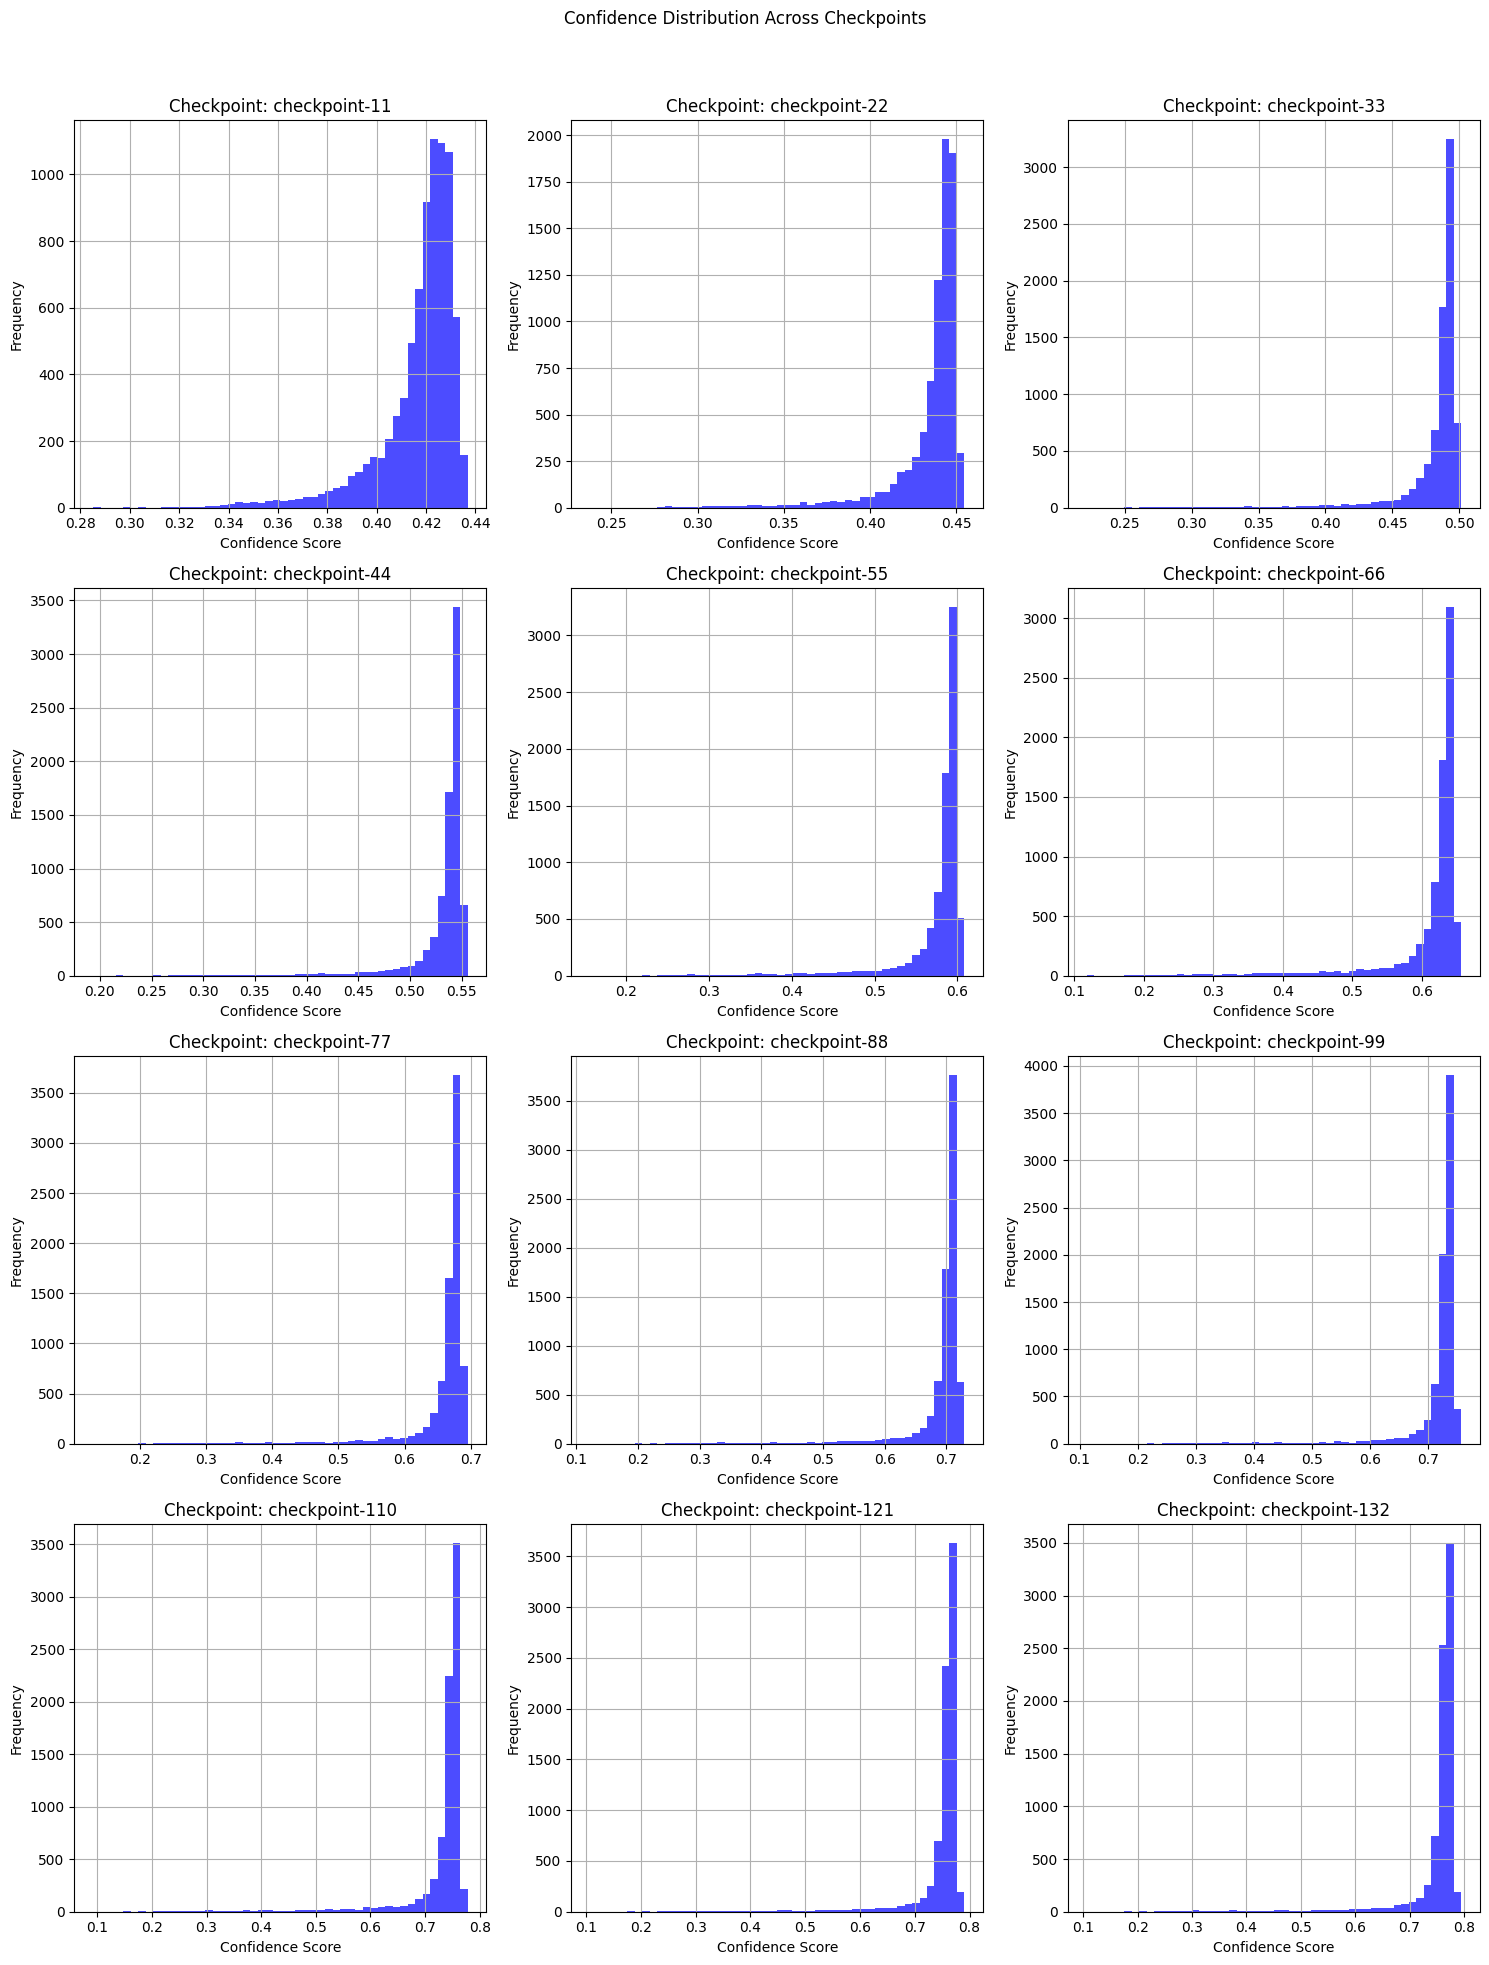 Confidence Distribution Across Checkpoints
Checkpoint: checkpoint-11
Frequency
1000
800
600
400
200
0
0.28 0.30 0.32 0.34 0.36 0.38 0.40 0.42 0.44
Confidence Score
Checkpoint: checkpoint-22
Frequency
2000
1750
1500
1250
1000
750
500
250
0
0.25 0.30 0.35 0.40 0.45
Confidence Score
Checkpoint: checkpoint-33
Frequency
3000
2500
2000
1500
1000
500
0
0.25 0.30 0.35 0.40 0.45 0.50
Confidence Score
Checkpoint: checkpoint-44
Frequency
3500
3000
2500
2000
1500
1000
500
0
0.20 0.25 0.30 0.35 0.40 0.45 0.50 0.55
Confidence Score
Checkpoint: checkpoint-55
Frequency
3000
2500
2000
1500
1000
500
0
0.2 0.3 0.4 0.5 0.6
Confidence Score
Checkpoint: checkpoint-66
Frequency
3000
2500
2000
1500
1000
500
0
0.1 0.2 0.3 0.4 0.5 0.6
Confidence Score
Checkpoint: checkpoint-77
Frequency
3500
3000
2500
2000
1500
1000
500
0
0.2 0.3 0.4 0.5 0.6 0.7
Confidence Score
Checkpoint: checkpoint-88
Frequency
3500
3000
2500
2000
1500
1000
500
0
0.1 0.2 0.3 0.4 0.5 0.6 0.7
Confidence Score
Checkpoint: checkpoint-99
Frequency
4000
3500
3000
2500
2000
1500
1000
500
0
0.1 0.2 0.3 0.4 0.5 0.6 0.7
Confidence Score
Checkpoint: checkpoint-110
Frequency
3500
3000
2500
2000
1500
1000
500
0
0.1 0.2 0.3 0.4 0.5 0.6 0.7 0.8
Confidence Score
Checkpoint: checkpoint-121
Frequency
3500
3000
2500
2000
1500
1000
500
0
0.1 0.2 0.3 0.4 0.5 0.6 0.7 0.8
Confidence Score
Checkpoint: checkpoint-132
Frequency
3500
3000
2500
2000
1500
1000
500
0
0.1 0.2 0.3 0.4 0.5 0.6 0.7 0.8
Confidence Score